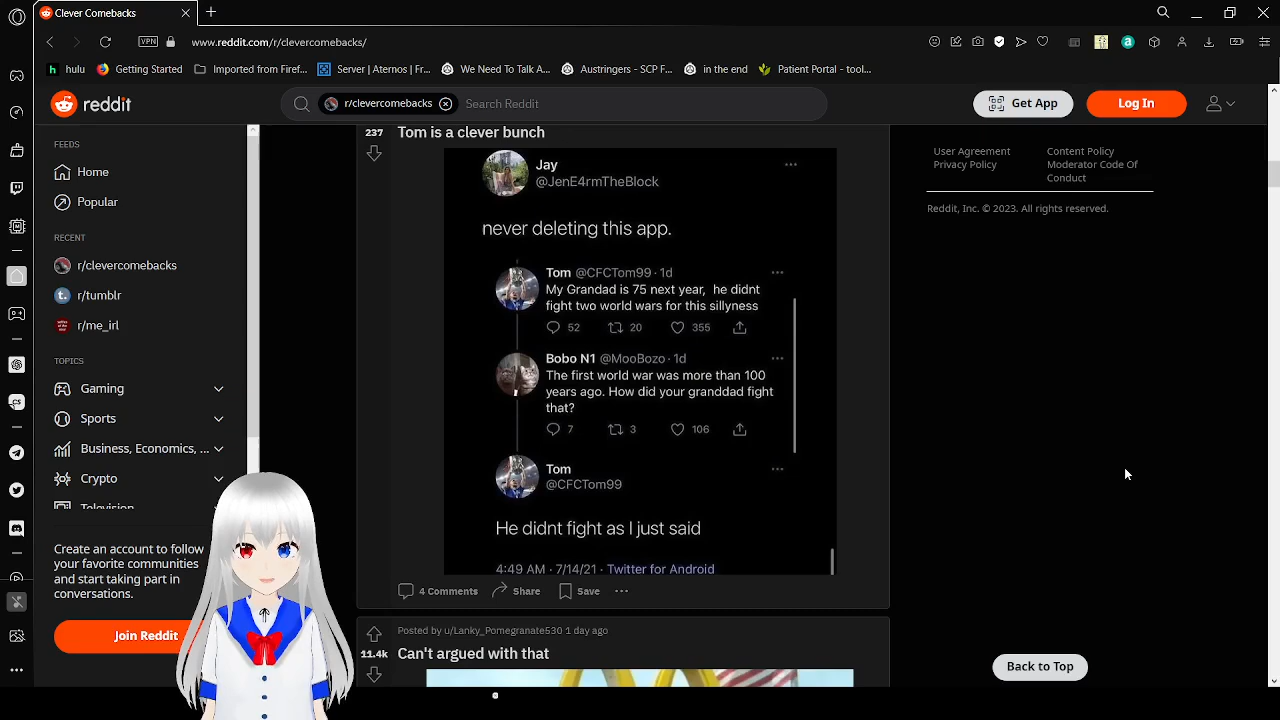 Clever Comebacks
VPN
www.reddit.com/r/clevercomebacks/
h hulu
Getting Started
Imported from Firef...
Server | Aternos | Fr...
We Need To Talk A...
Austringers - SCP F...
in the end
Patient Portal - tool...
reddit
r/clevercomebacks
Search Reddit
Get App
Log In
FEEDS
Home
Popular
RECENT
r/clevercomebacks
r/tumblr
r/me_irl
TOPICS
Gaming
Sports
Business, Economics, ...
Crypto
Television
Create an account to follow
your favorite communities
and start taking part in
conversations.
Join Reddit
237
Tom is a clever bunch
Jay
@JenE4rmTheBlock
never deleting this app.
Tom @CFCTom99 · 1d
My Grandad is 75 next year, he didnt
fight two world wars for this sillyness
52 20 355
Bobo N1 @MooBozo · 1d
The first world war was more than 100
years ago. How did your granddad fight
that?
7 3 106
Tom
@CFCTom99
He didnt fight as I just said
4:49 AM · 7/14/21 · Twitter for Android
4 Comments
Share
Save
Posted by u/Lanky_Pomegranate530 1 day ago
11.4k
Can't argued with that
User Agreement
Privacy Policy
Content Policy
Moderator Code Of
Conduct
Reddit, Inc. © 2023. All rights reserved.
Back to Top